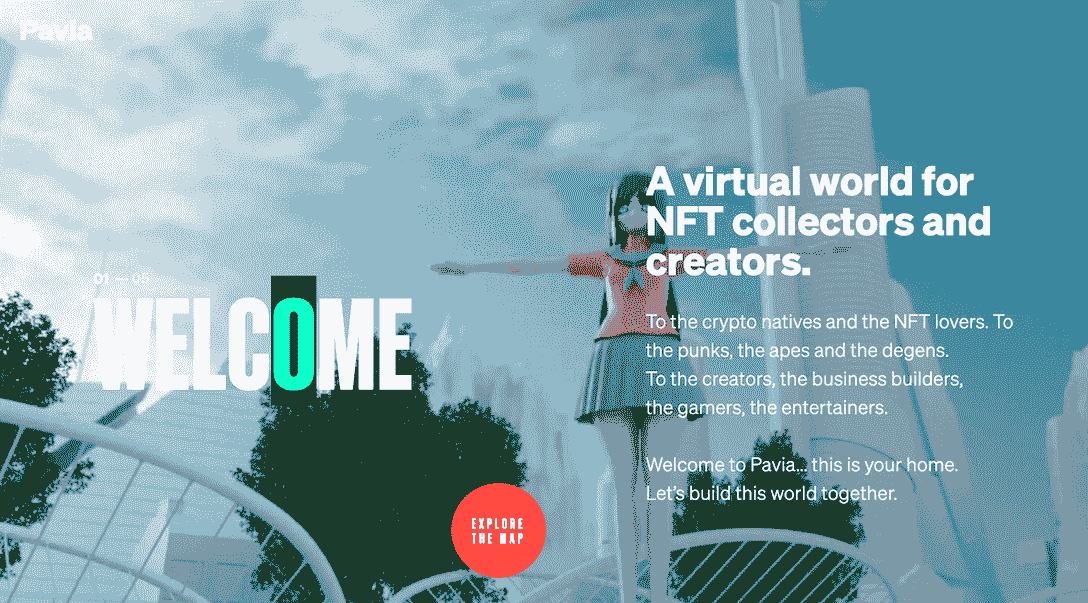 Pavia
01 — 05
WELCOME
A virtual world for
NFT collectors and
creators.
To the crypto natives and the NFT lovers. To
the punks, the apes and the degens.
To the creators, the business builders,
the gamers, the entertainers.
Welcome to Pavia... this is your home.
Let's build this world together.
EXPLORE
THE MAP